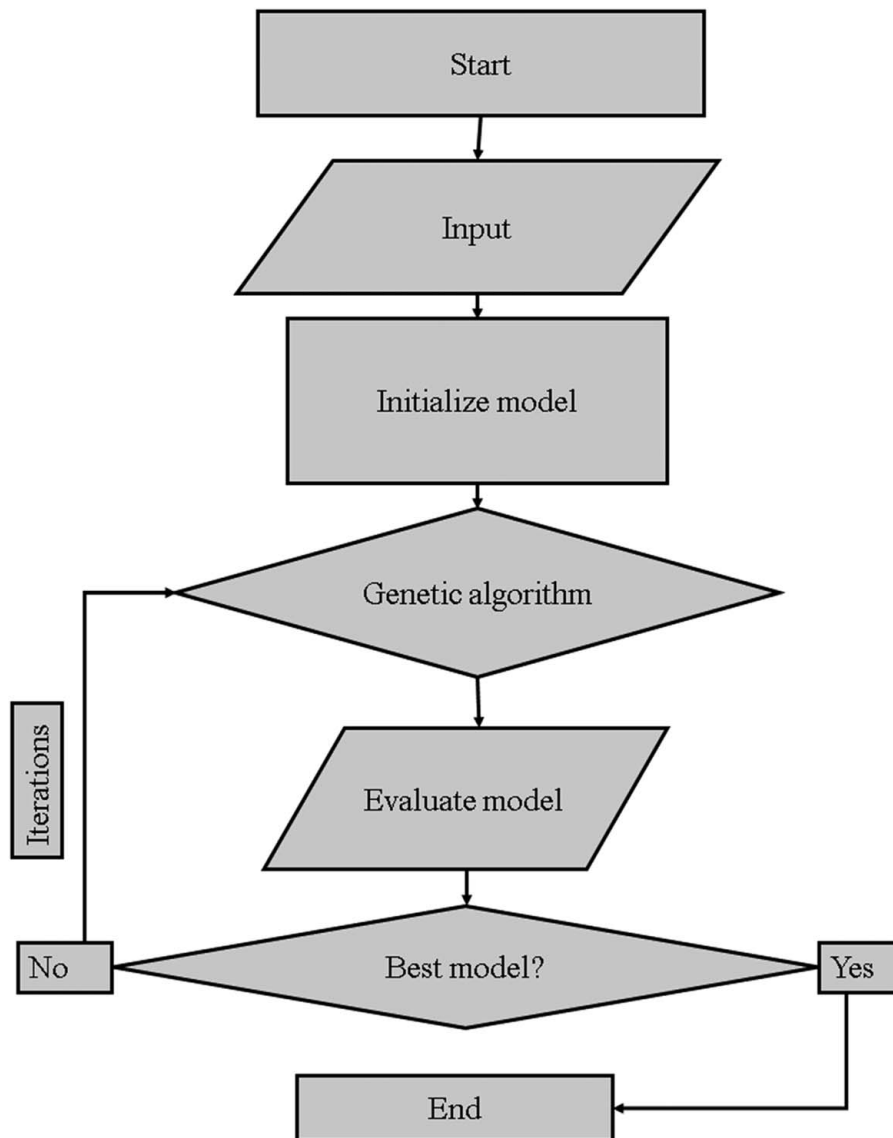 Start
Input
Initialize model
Genetic algorithm
Iterations
Evaluate model
No
Best model?
Yes
End